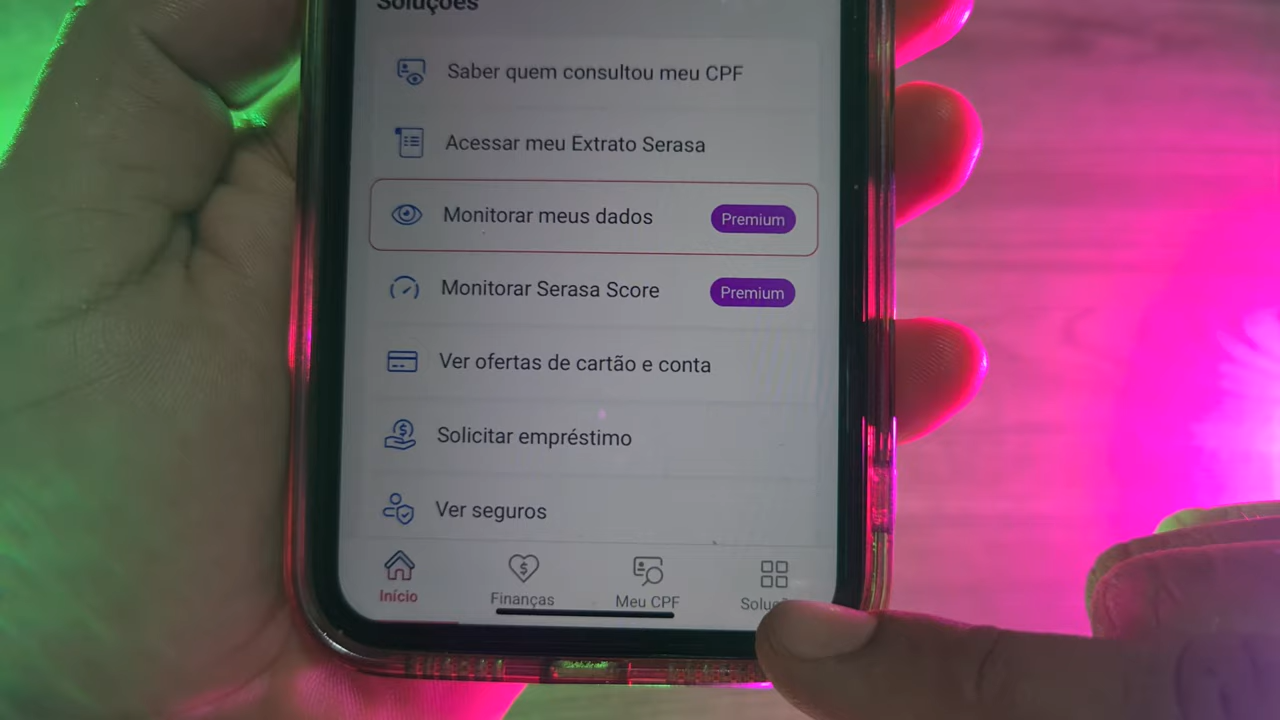 Soluções
Saber quem consultou meu CPF
Acessar meu Extrato Serasa
Monitorar meus dados Premium
Monitorar Serasa Score Premium
Ver ofertas de cartão e conta
Solicitar empréstimo
Ver seguros
Início Finanças Meu CPF